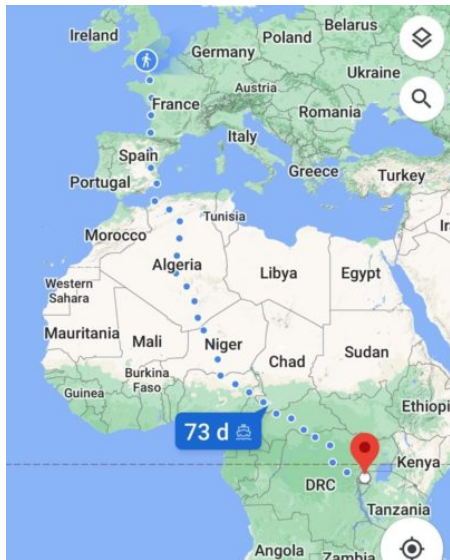 Ireland
Belarus
Poland
Germany
Ukraine
France
Austria
Romania
Italy
Spain
Greece
Turkey
Portugal
Tunisia
Morocco
Ira
Algeria
Libya
Egypt
Western
Sahara
Mauritania
Mali
Niger
Chad
Sudan
Burkina
Faso
Guinea
Ethiopi
73 d
Kenya
DRC
Tanzania
Angola
Zambia